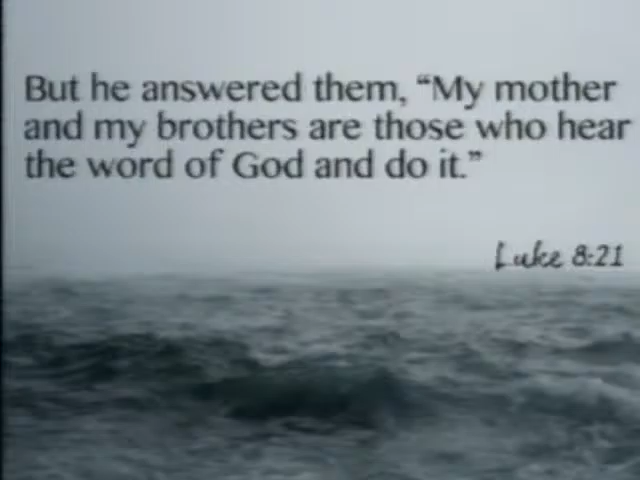 But he answered them, “My mother
and my brothers are those who hear
the word of God and do it.”
Luke 8:21